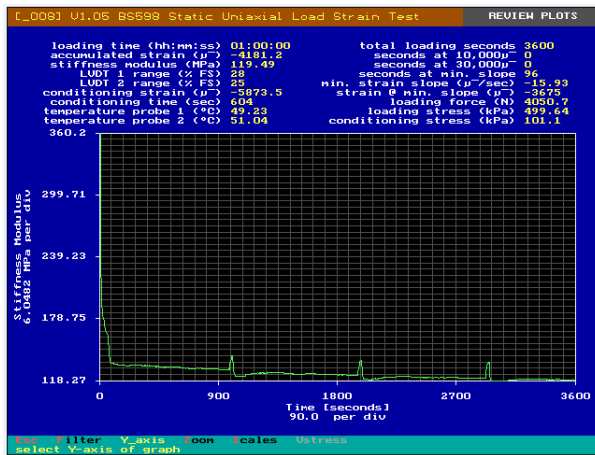 [_008] V1.05 BS598 Static Uniaxial Load Strain Test REVIEW PLOTS
loading time (hh:mm:ss) 01:00:00 total loading seconds 3600
accumulated strain (µ¯) -4181.2 seconds at 10,000µ¯ 0
stiffness modulus (MPa) 119.49 seconds at 30,000µ¯ 0
LVDT 1 range (% FS) 28 seconds at min. slope 96
LVDT 2 range (% FS) 25 min. strain slope (µ¯/sec) -15.93
conditioning strain (µ¯) -5873.5 strain @ min. slope (µ¯) -3675
conditioning time (sec) 604 loading force (N) 4050.7
temperature probe 1 (ºC) 49.23 loading stress (kPa) 499.64
temperature probe 2 (ºC) 51.04 conditioning stress (kPa) 101.1
360.2
299.71
239.23
178.75
118.27
Stiffness Modulus
6.0482 MPa per div
0 900 1800 2700 3600
Time [seconds]
90.0 per div
Esc Filter Y_axis Zoom Scales Vstress
select Y-axis of graph